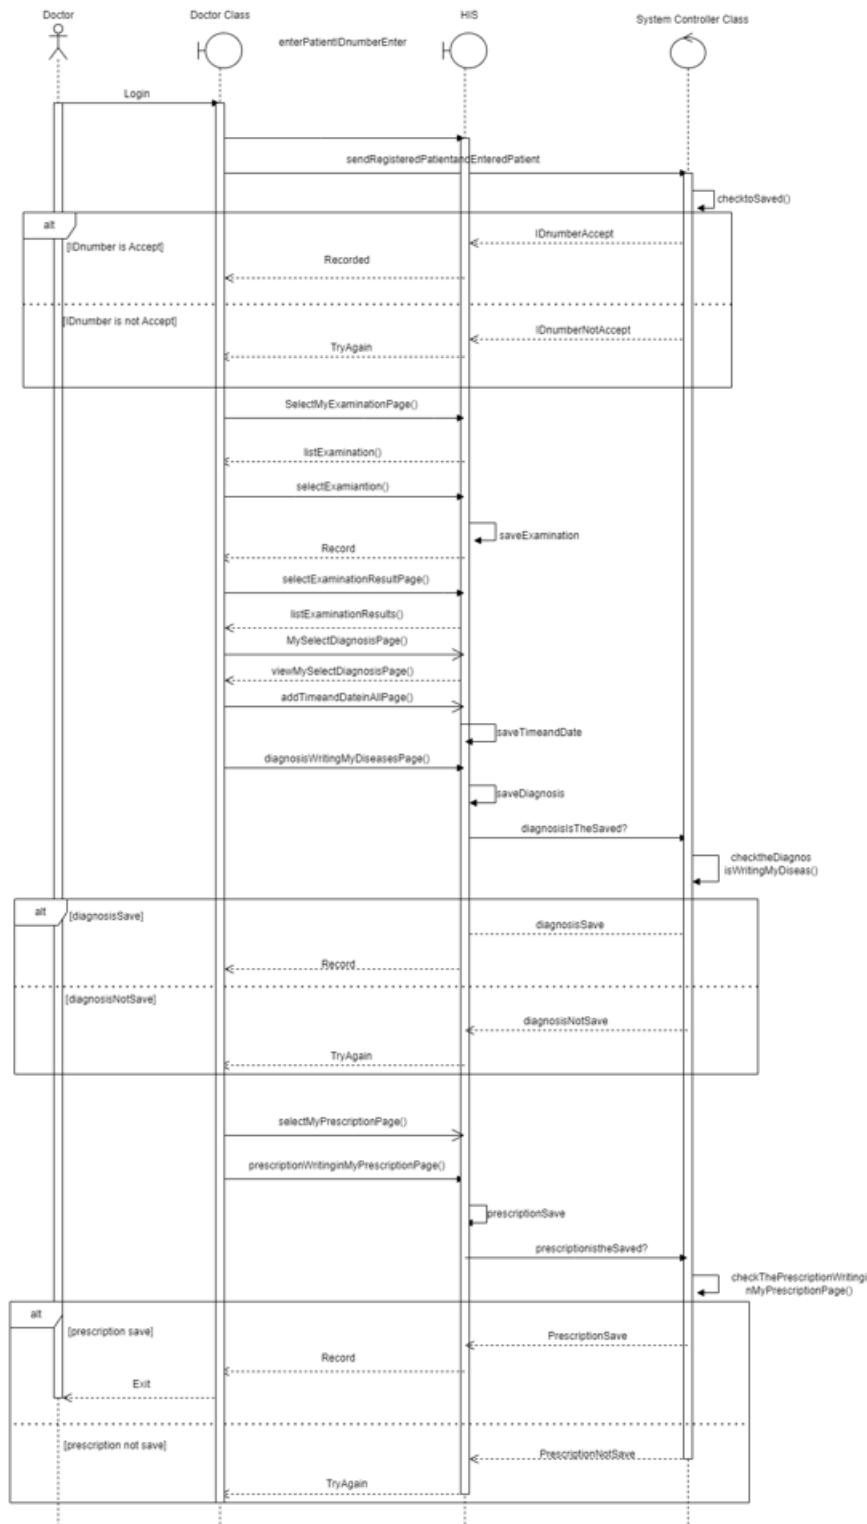 Doctor
Doctor Class
HIS
System Controller Class
enterPatientIDnumberEnter
Login
sendRegisteredPatientandEnteredPatient
checktoSaved()
alt
IDnumberAccept
[IDnumber is Accept]
Recorded
[IDnumber is not Accept]
IDnumberNotAccept
TryAgain
SelectMyExaminationPage()
listExamination()
selectExamiantion()
saveExamination
Record
selectExaminationResultPage()
listExaminationResults()
MySelectDiagnosisPage()
viewMySelectDiagnosisPage()
addTimeandDateinAllPage()
saveTimeandDate
diagnosisWritingMyDiseasesPage()
saveDiagnosis
diagnosisIsTheSaved?
checktheDiagnos
isWritingMyDiseas()
alt
[diagnosisSave]
diagnosisSave
Record
[diagnosisNotSave]
diagnosisNotSave
TryAgain
selectMyPrescriptionPage()
prescriptionWritinginMyPrescriptionPage()
prescriptionSave
prescriptionistheSaved?
checkThePrescriptionWritingi
nMyPrescriptionPage()
alt
[prescription save]
PrescriptionSave
Record
Exit
[prescription not save]
PrescriptionNotSave
TryAgain